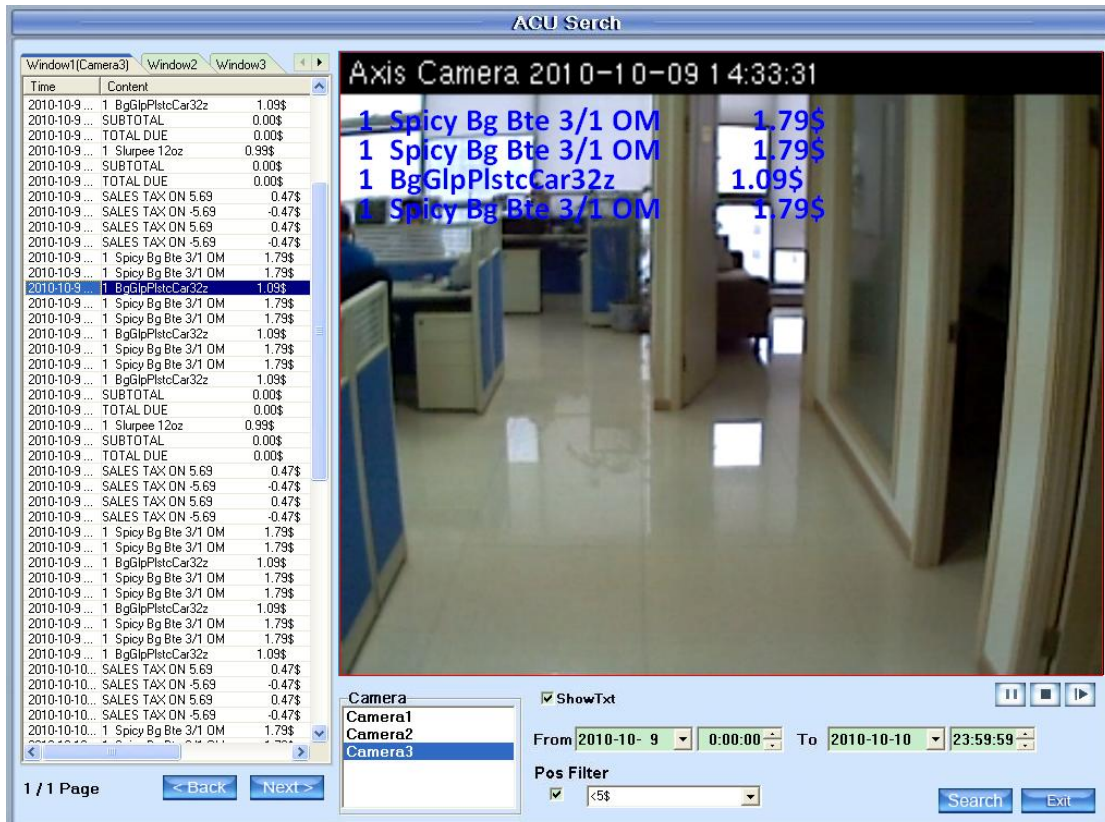 ACU Serch
Window1(Camera3) Window2 Window3
Time Content
2010-10-9 ... 1 BgGlpPlstcCar32z 1.09$
2010-10-9 ... SUBTOTAL 0.00$
2010-10-9 ... TOTAL DUE 0.00$
2010-10-9 ... 1 Slurpee 12oz 0.99$
2010-10-9 ... SUBTOTAL 0.00$
2010-10-9 ... TOTAL DUE 0.00$
2010-10-9 ... SALES TAX ON 5.69 0.47$
2010-10-9 ... SALES TAX ON -5.69 -0.47$
2010-10-9 ... SALES TAX ON 5.69 0.47$
2010-10-9 ... SALES TAX ON -5.69 -0.47$
2010-10-9 ... 1 Spicy Bg Bte 3/1 OM 1.79$
2010-10-9 ... 1 Spicy Bg Bte 3/1 OM 1.79$
2010-10-9 ... 1 BgGlpPlstcCar32z 1.09$
2010-10-9 ... 1 Spicy Bg Bte 3/1 OM 1.79$
2010-10-9 ... 1 Spicy Bg Bte 3/1 OM 1.79$
2010-10-9 ... 1 BgGlpPlstcCar32z 1.09$
2010-10-9 ... 1 Spicy Bg Bte 3/1 OM 1.79$
2010-10-9 ... 1 Spicy Bg Bte 3/1 OM 1.79$
2010-10-9 ... 1 BgGlpPlstcCar32z 1.09$
2010-10-9 ... SUBTOTAL 0.00$
2010-10-9 ... TOTAL DUE 0.00$
2010-10-9 ... 1 Slurpee 12oz 0.99$
2010-10-9 ... SUBTOTAL 0.00$
2010-10-9 ... TOTAL DUE 0.00$
2010-10-9 ... SALES TAX ON 5.69 0.47$
2010-10-9 ... SALES TAX ON -5.69 -0.47$
2010-10-9 ... SALES TAX ON 5.69 0.47$
2010-10-9 ... SALES TAX ON -5.69 -0.47$
2010-10-9 ... 1 Spicy Bg Bte 3/1 OM 1.79$
2010-10-9 ... 1 Spicy Bg Bte 3/1 OM 1.79$
2010-10-9 ... 1 BgGlpPlstcCar32z 1.09$
2010-10-9 ... 1 Spicy Bg Bte 3/1 OM 1.79$
2010-10-9 ... 1 Spicy Bg Bte 3/1 OM 1.79$
2010-10-9 ... 1 BgGlpPlstcCar32z 1.09$
2010-10-9 ... 1 Spicy Bg Bte 3/1 OM 1.79$
2010-10-9 ... 1 Spicy Bg Bte 3/1 OM 1.79$
2010-10-9 ... 1 BgGlpPlstcCar32z 1.09$
2010-10-10... SALES TAX ON 5.69 0.47$
2010-10-10... SALES TAX ON -5.69 -0.47$
2010-10-10... SALES TAX ON 5.69 0.47$
2010-10-10... SALES TAX ON -5.69 -0.47$
2010-10-10... 1 Spicy Bg Bte 3/1 OM 1.79$
1 / 1 Page
< Back Next >
Axis Camera 2010-10-09 14:33:31
1 Spicy Bg Bte 3/1 OM 1.79$
1 Spicy Bg Bte 3/1 OM 1.79$
1 BgGlpPlstcCar32z 1.09$
1 Spicy Bg Bte 3/1 OM 1.79$
Camera
Camera1
Camera2
Camera3
ShowTxt
From 2010-10- 9 0:00:00 To 2010-10-10 23:59:59
Pos Filter
<5$
Search Exit